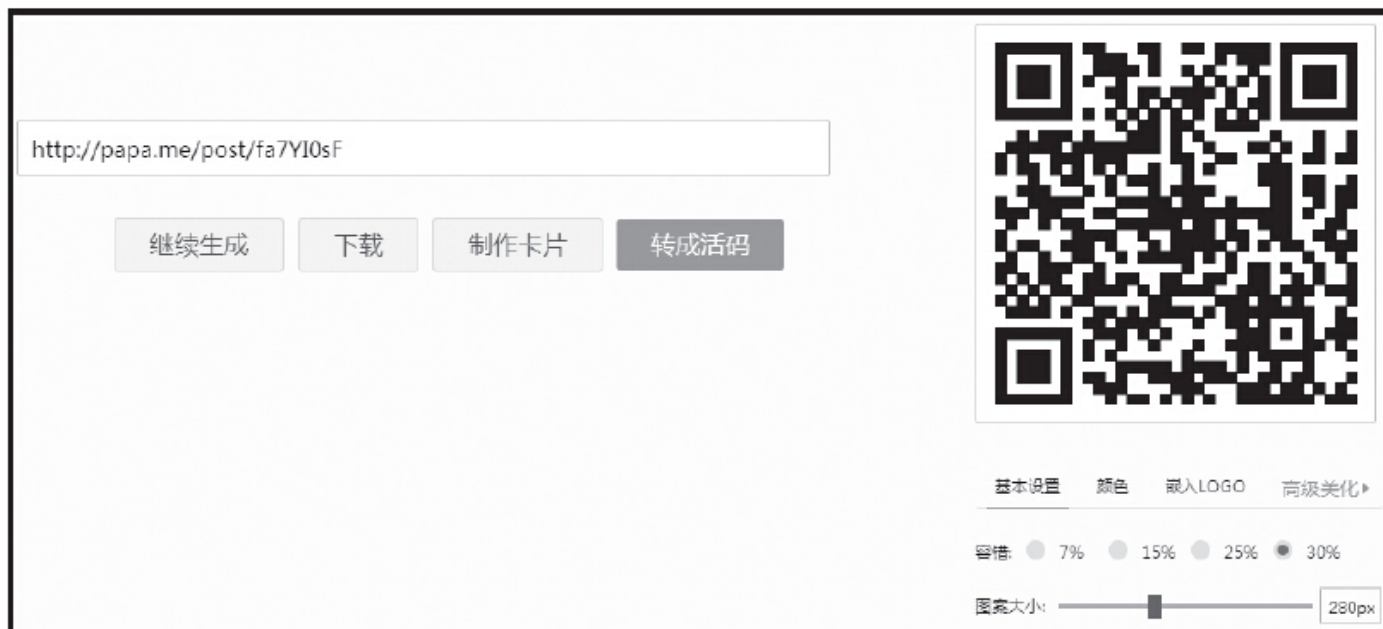 http://papa.me/post/fa7YI0sF
继续生成 下载 制作卡片 转成活码
基本设置 颜色 嵌入LOGO 高级美化
容错: 7% 15% 25% 30%
图案大小: 280px